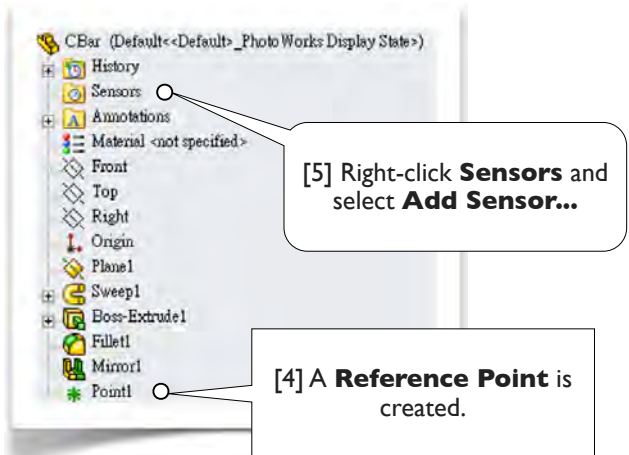 CBar (Default<<Default>_PhotoWorks Display State>)
History
Sensors
Annotations
Material <not specified>
Front
Top
Right
Origin
Plane1
Sweep1
Boss-Extrude1
Fillet1
Mirror1
Point1
[5] Right-click Sensors and
select Add Sensor...
[4] A Reference Point is
created.